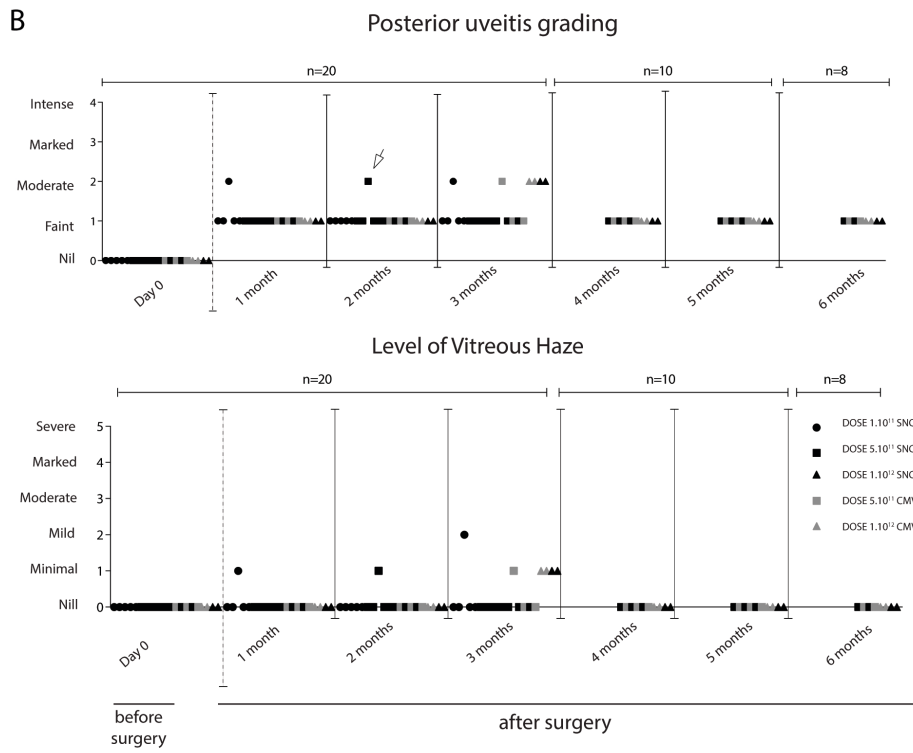 B
Posterior uveitis grading
n=20 n=10 n=8
Intense 4
Marked 3
Moderate 2
Faint 1
Nil 0
Day 0 1 month 2 months 3 months 4 months 5 months 6 months
Level of Vitreous Haze
n=20 n=10 n=8
Severe 5
Marked 4
Moderate 3
Mild 2
Minimal 1
Nill 0
DOSE 1.10¹¹ SNC
DOSE 5.10¹¹ SNC
DOSE 1.10¹² SNC
DOSE 5.10¹¹ CMV
DOSE 1.10¹² CMV
Day 0 1 month 2 months 3 months 4 months 5 months 6 months
before
surgery
after surgery